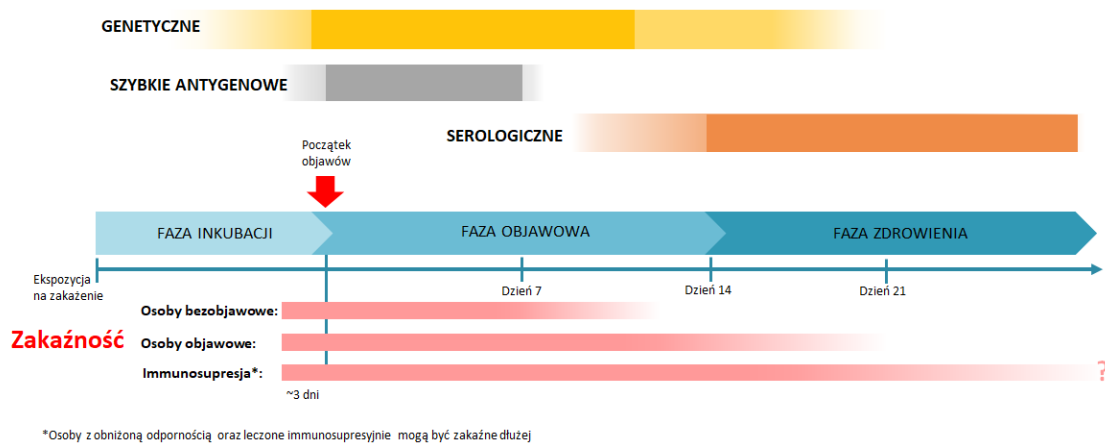 GENETYCZNE
SZYBKIE ANTYGENOWE
SEROLOGICZNE
Początek
objawów
FAZA INKUBACJI
FAZA OBJAWOWA
FAZA ZDROWIENIA
Ekspozycja
na zakażenie
Dzień 7
Dzień 14
Dzień 21
Zakaźność
Osoby bezobjawowe:
Osoby objawowe:
Immunosupresja*:
?
~3 dni
*Osoby z obniżoną odpornością oraz leczone immunosupresyjnie mogą być zakaźne dłużej